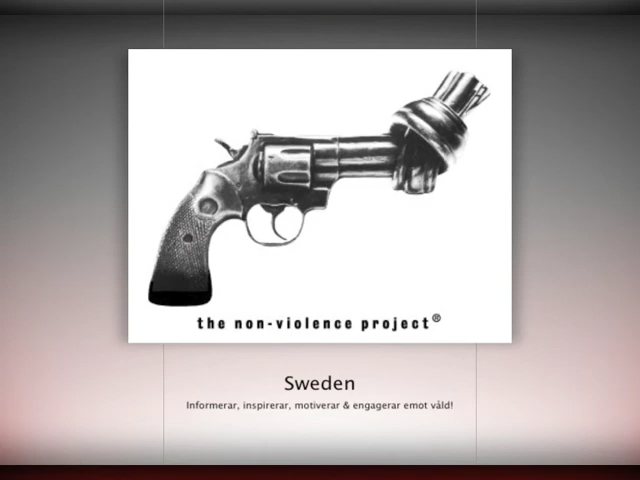 the non-violence project®
Sweden
Informerar, inspirerar, motiverar & engagerar emot våld!